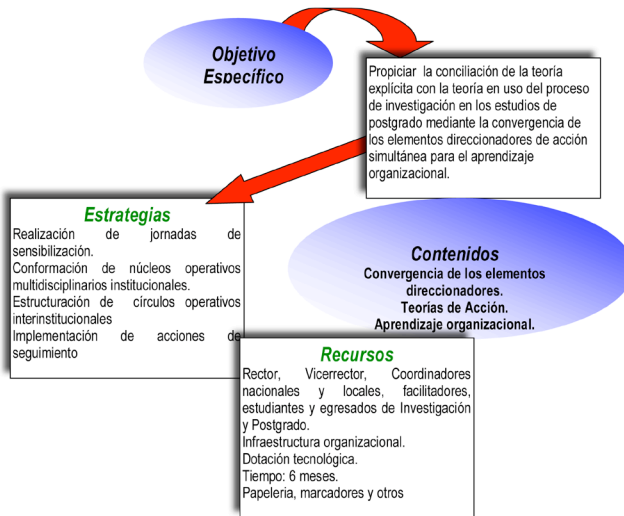 Objetivo
Específico
Propiciar la conciliación de la teoría
explícita con la teoría en uso del proceso
de investigación en los estudios de
postgrado mediante la convergencia de
los elementos direccionadores de acción
simultánea para el aprendizaje
organizacional.
Estrategias
Realización de jornadas de
sensibilización.
Conformación de núcleos operativos
multidisciplinarios institucionales.
Estructuración de círculos operativos
interinstitucionales
Implementación de acciones de
seguimiento
Contenidos
Convergencia de los elementos
direccionadores.
Teorías de Acción.
Aprendizaje organizacional.
Recursos
Rector, Vicerrector, Coordinadores
nacionales y locales, facilitadores,
estudiantes y egresados de Investigación
y Postgrado.
Infraestructura organizacional.
Dotación tecnológica.
Tiempo: 6 meses.
Papeleria, marcadores y otros